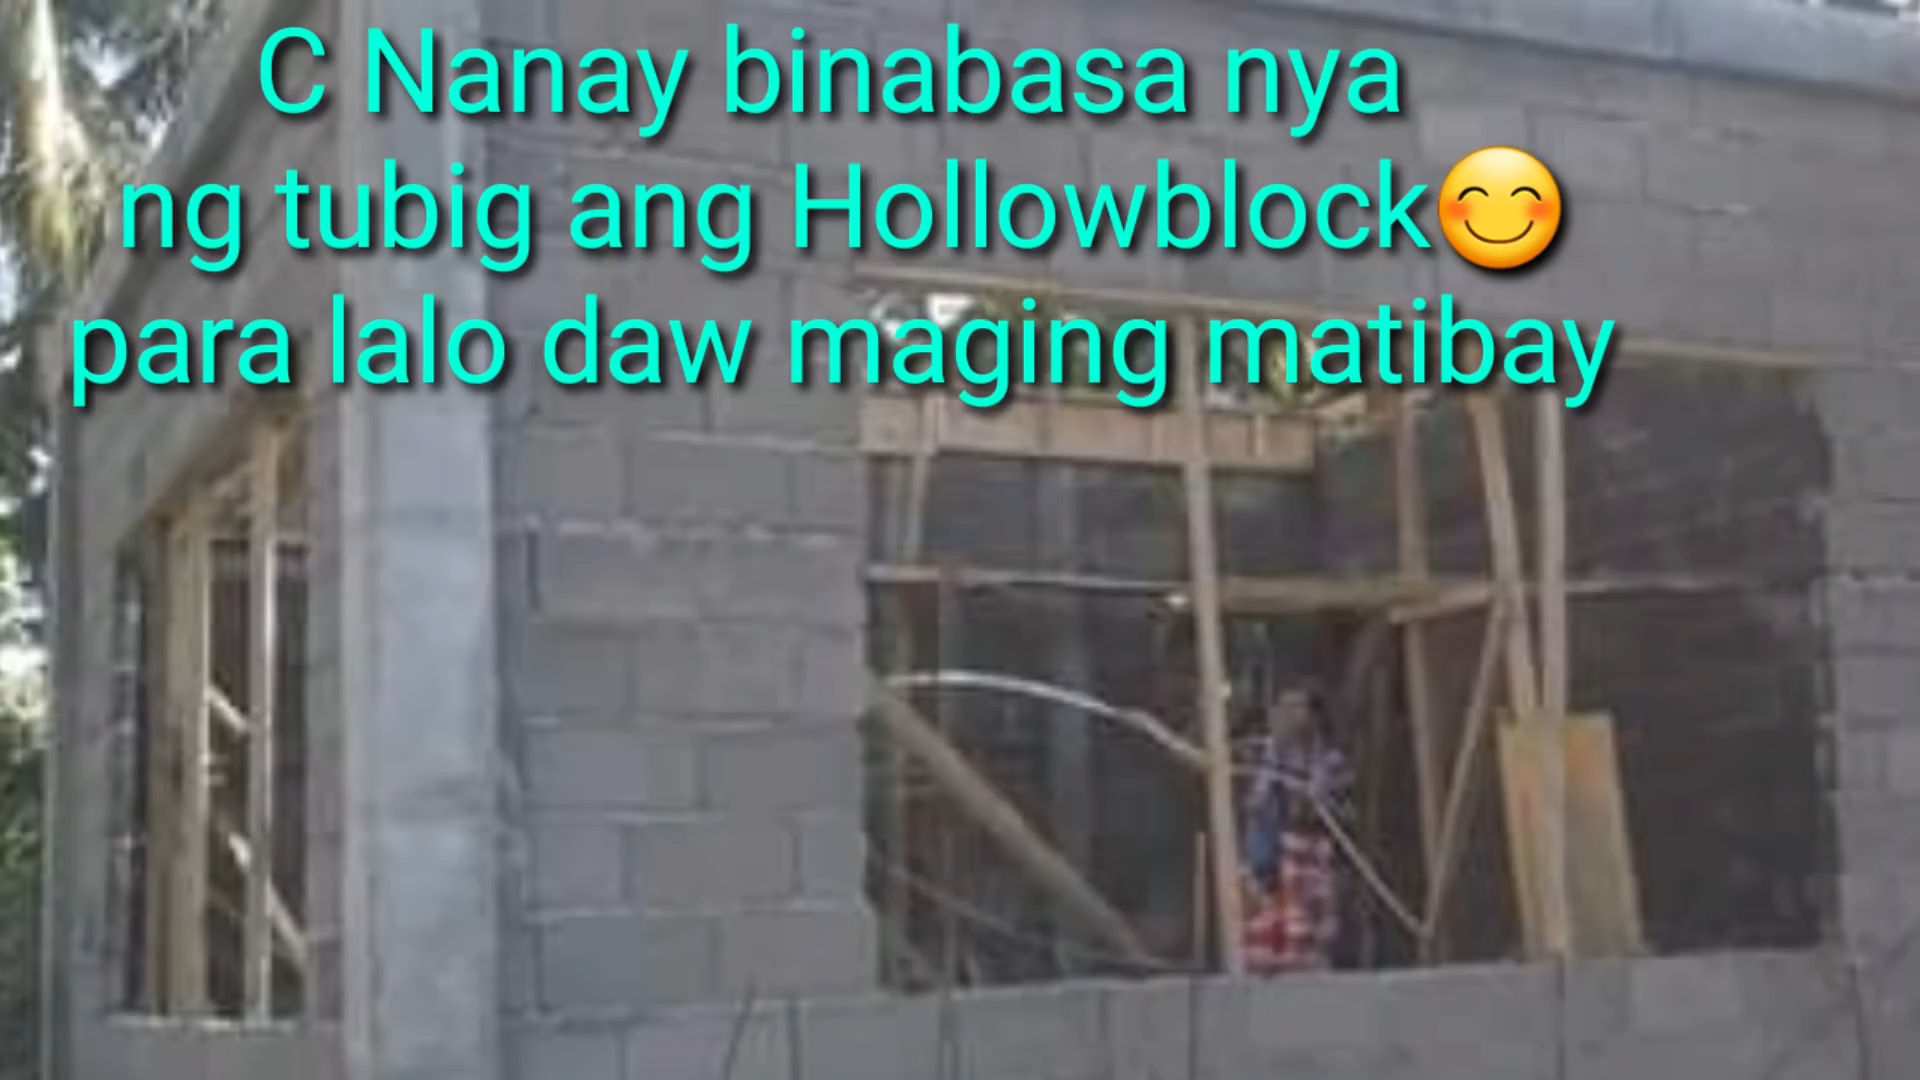 C Nanay binabasa nya
ng tubig ang Hollowblock😊
para lalo daw maging matibay